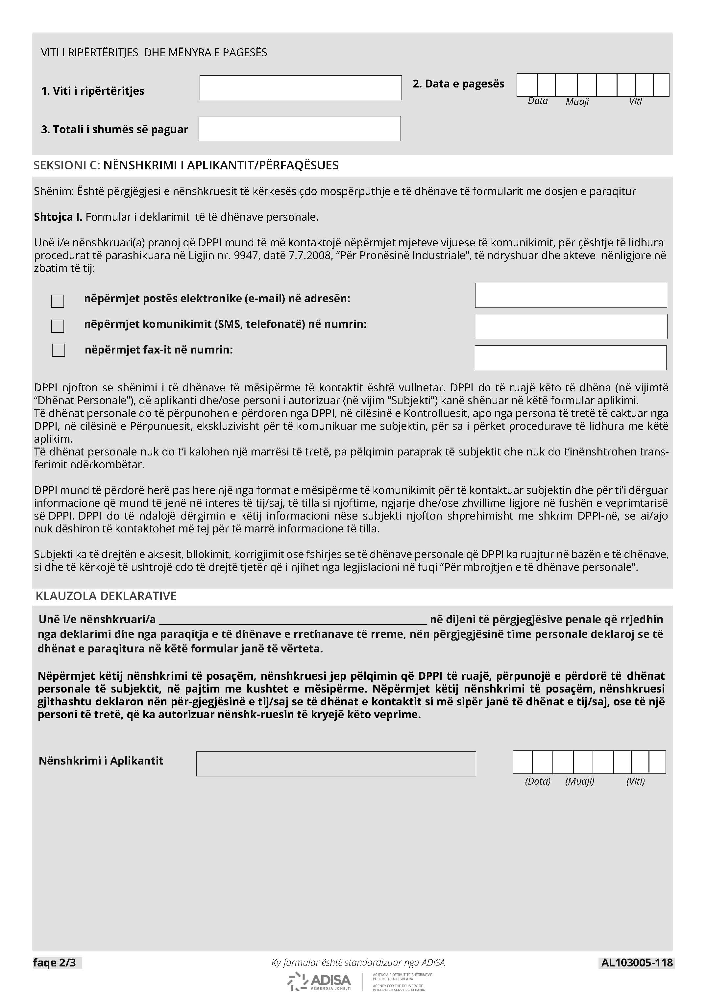 VITI I RIPËRTËRITJES DHE MËNYRA E PAGESËS
1. Viti i ripërtëritjes
2. Data e pagesës
Data Muaji Viti
3. Totali i shumës së paguar
SEKSIONI C: NËNSHKRIMI I APLIKANTIT/PËRFAQËSUES
Shënim: Është përgjëgjesi e nënshkruesit të kërkesës çdo mospërputhje e të dhënave të formularit me dosjen e paraqitur
Shtojca I. Formular i deklarimit të të dhënave personale.
Unë i/e nënshkruari(a) pranoj që DPPI mund të më kontaktojë nëpërmjet mjeteve vijuese të komunikimit, për çështje të lidhura
procedurat të parashikuara në Ligjin nr. 9947, datë 7.7.2008, “Për Pronësinë Industriale”, të ndryshuar dhe akteve nënligjore në
zbatim të tij:
nëpërmjet postës elektronike (e-mail) në adresën:
nëpërmjet komunikimit (SMS, telefonatë) në numrin:
nëpërmjet fax-it në numrin:
DPPI njofton se shënimi i të dhënave të mësipërme të kontaktit është vullnetar. DPPI do të ruajë këto të dhëna (në vijimtë
“Dhënat Personale”), që aplikanti dhe/ose personi i autorizuar (në vijim “Subjekti”) kanë shënuar në këtë formular aplikimi.
Të dhënat personale do të përpunohen e përdoren nga DPPI, në cilësinë e Kontrolluesit, apo nga persona të tretë të caktuar nga
DPPI, në cilësinë e Përpunuesit, ekskluzivisht për të komunikuar me subjektin, për sa i përket procedurave të lidhura me këtë
aplikim.
Të dhënat personale nuk do t’i kalohen një marrësi të tretë, pa pëlqimin paraprak të subjektit dhe nuk do t’inënshtrohen trans-
ferimit ndërkombëtar.
DPPI mund të përdorë herë pas here një nga format e mësipërme të komunikimit për të kontaktuar subjektin dhe për ti’i dërguar
informacione që mund të jenë në interes të tij/saj, të tilla si njoftime, ngjarje dhe/ose zhvillime ligjore në fushën e veprimtarisë
së DPPI. DPPI do të ndalojë dërgimin e këtij informacioni nëse subjekti njofton shprehimisht me shkrim DPPI-në, se ai/ajo
nuk dëshiron të kontaktohet më tej për të marrë informacione të tilla.
Subjekti ka të drejtën e aksesit, bllokimit, korrigjimit ose fshirjes se të dhënave personale që DPPI ka ruajtur në bazën e të dhënave,
si dhe të kërkojë të ushtrojë cdo të drejtë tjetër që i njihet nga legjislacioni në fuqi “Për mbrojtjen e të dhënave personale”.
KLAUZOLA DEKLARATIVE
Unë i/e nënshkruari/a ______________________ në dijeni të përgjegjësive penale që rrjedhin
nga deklarimi dhe nga paraqitja e të dhënave e rrethanave të rreme, nën përgjegjësinë time personale deklaroj se të
dhënat e paraqitura në këtë formular janë të vërteta.
Nëpërmjet këtij nënshkrimi të posaçëm, nënshkruesi jep pëlqimin që DPPI të ruajë, përpunojë e përdorë të dhënat
personale të subjektit, në pajtim me kushtet e mësipërme. Nëpërmjet këtij nënshkrimi të posaçëm, nënshkruesi
gjithashtu deklaron nën për-gjegjësinë e tij/saj se të dhënat e kontaktit si më sipër janë të dhënat e tij/saj, ose të një
personi të tretë, që ka autorizuar nënshk-ruesin të kryejë këto veprime.
Nënshkrimi i Aplikantit
(Data) (Muaji) (Viti)
faqe 2/3
Ky formular është standardizuar nga ADISA
AL103005-118
ADISA
VËMENDJA JONË,TI
AGJENCIA E OFRIMIT TË SHËRBIMEVE
PUBLIKE TË INTEGRUARA
AGENCY FOR THE DELIVERY OF
INTEGRATED SERVICES ALBANIA